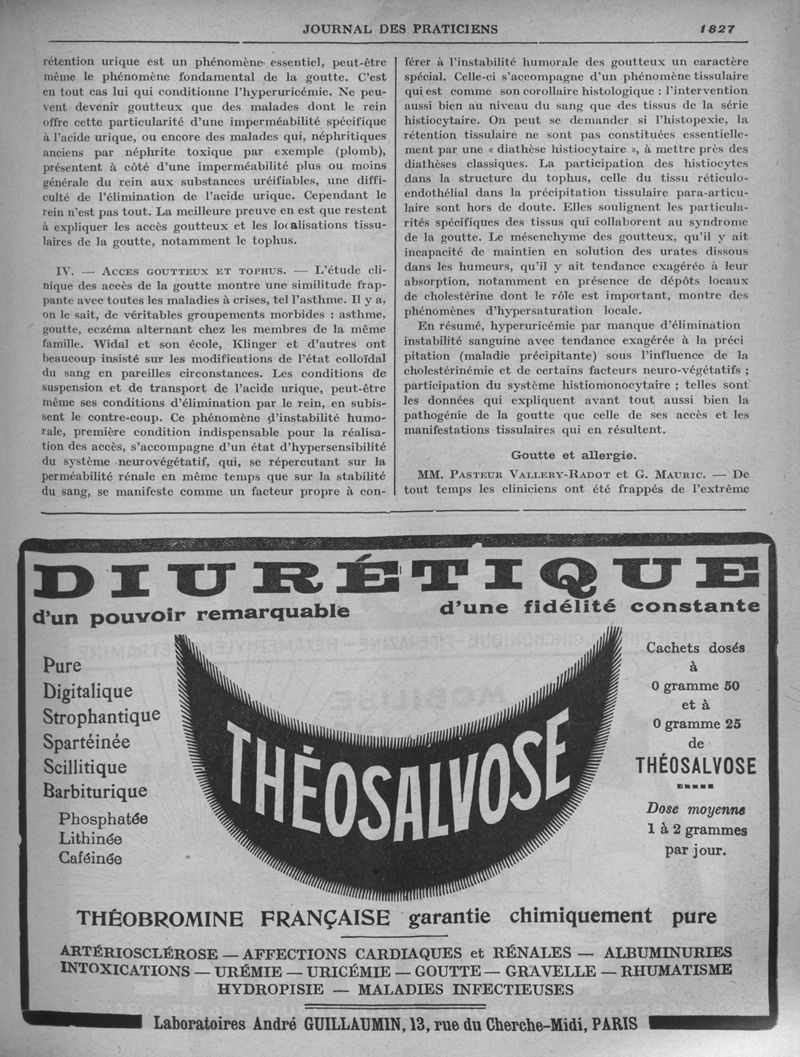 JOURNAL DES PRATICIENS 1827
rétention urique est un phénomène essentiel, peut-être
même le phénomène fondamental de la goutte. C'est
en tout cas lui qui conditionne l'hyperuricémie. Ne peu-
vent devenir goutteux que des malades dont le rein
offre cette particularité d'une imperméabilité spécifique
à l'acide urique, ou encore des malades qui, néphritiques
anciens par néphrite toxique par exemple (plomb),
présentent à côté d'une imperméabilité plus ou moins
générale du rein aux substances uréifiables, une diffi-
culté de l'élimination de l'acide urique. Cependant le
rein n'est pas tout. La meilleure preuve en est que restent
à expliquer les accès goutteux et les localisations tissu-
laires de la goutte, notamment le tophus.
IV. — ACCES GOUTTEUX ET TOPHUS. — L'étude cli-
nique des accès de la goutte montre une similitude frap-
pante avec toutes les maladies à crises, tel l'asthme. Il y a,
on le sait, de véritables groupements morbides : asthme,
goutte, eczéma alternant chez les membres de la même
famille. Widal et son école, Klinger et d'autres ont
beaucoup insisté sur les modifications de l'état colloïdal
du sang en pareilles circonstances. Les conditions de
suspension et de transport de l'acide urique, peut-être
même ses conditions d'élimination par le rein, en subis-
sent le contre-coup. Ce phénomène d'instabilité humo-
rale, première condition indispensable pour la réalisa-
tion des accès, s'accompagne d'un état d'hypersensibilité
du système neurovégétatif, qui, se répercutant sur la
perméabilité rénale en même temps que sur la stabilité
du sang, se manifeste comme un facteur propre à con-
férer à l'instabilité humorale des goutteux un caractère
spécial. Celle-ci s'accompagne d'un phénomène tissulaire
qui est comme son corollaire histologique : l'intervention
aussi bien au niveau du sang que des tissus de la série
histiocytaire. On peut se demander si l'histopexie, la
rétention tissulaire ne sont pas constituées essentielle-
ment par une « diathèse histiocytaire », à mettre près des
diathèses classiques. La participation des histiocytes
dans la structure du tophus, celle du tissu réticulo-
endothélial dans la précipitation tissulaire para-articu-
laire sont hors de doute. Elles soulignent les particula-
rités spécifiques des tissus qui collaborent au syndrome
de la goutte. Le mésenchyme des goutteux, qu'il y ait
incapacité de maintien en solution des urates dissous
dans les humeurs, qu'il y ait tendance exagérée à leur
absorption, notamment en présence de dépôts locaux
de cholestérine dont le rôle est important, montre des
phénomènes d'hypersaturation locale.
En résumé, hyperuricémie par manque d'élimination
instabilité sanguine avec tendance exagérée à la préci
pitation (maladie précipitante) sous l'influence de la
cholestérinémie et de certains facteurs neuro-végétatifs ;
participation du système histiomonocytaire ; telles sont
les données qui expliquent avant tout aussi bien la
pathogénie de la goutte que celle de ses accès et les
manifestations tissulaires qui en résultent.
Goutte et allergie.
MM. PASTEUR VALLERY-RADOT et G. MAURIC. — De
tout temps les cliniciens ont été frappés de l'extrême
DIURÉTIQUE
d'un pouvoir remarquable d'une fidélité constante
Pure
Digitalique
Strophantique
Spartéinée
Scillitique
Barbiturique
Phosphatée
Lithinée
Caféinée
THÉOSALVOSE
Cachets dosés
à
0 gramme 50
et à
0 gramme 25
de
THÉOSALVOSE
Dose moyenne
1 à 2 grammes
par jour.
THÉOBROMINE FRANÇAISE garantie chimiquement pure
ARTÉRIOSCLÉROSE — AFFECTIONS CARDIAQUES et RÉNALES — ALBUMINURIES
INTOXICATIONS — URÉMIE — URICÉMIE — GOUTTE — GRAVELLE — RHUMATISME
HYDROPISIE — MALADIES INFECTIEUSES
Laboratoires André GUILLAUMIN, 13, rue du Cherche-Midi, PARIS